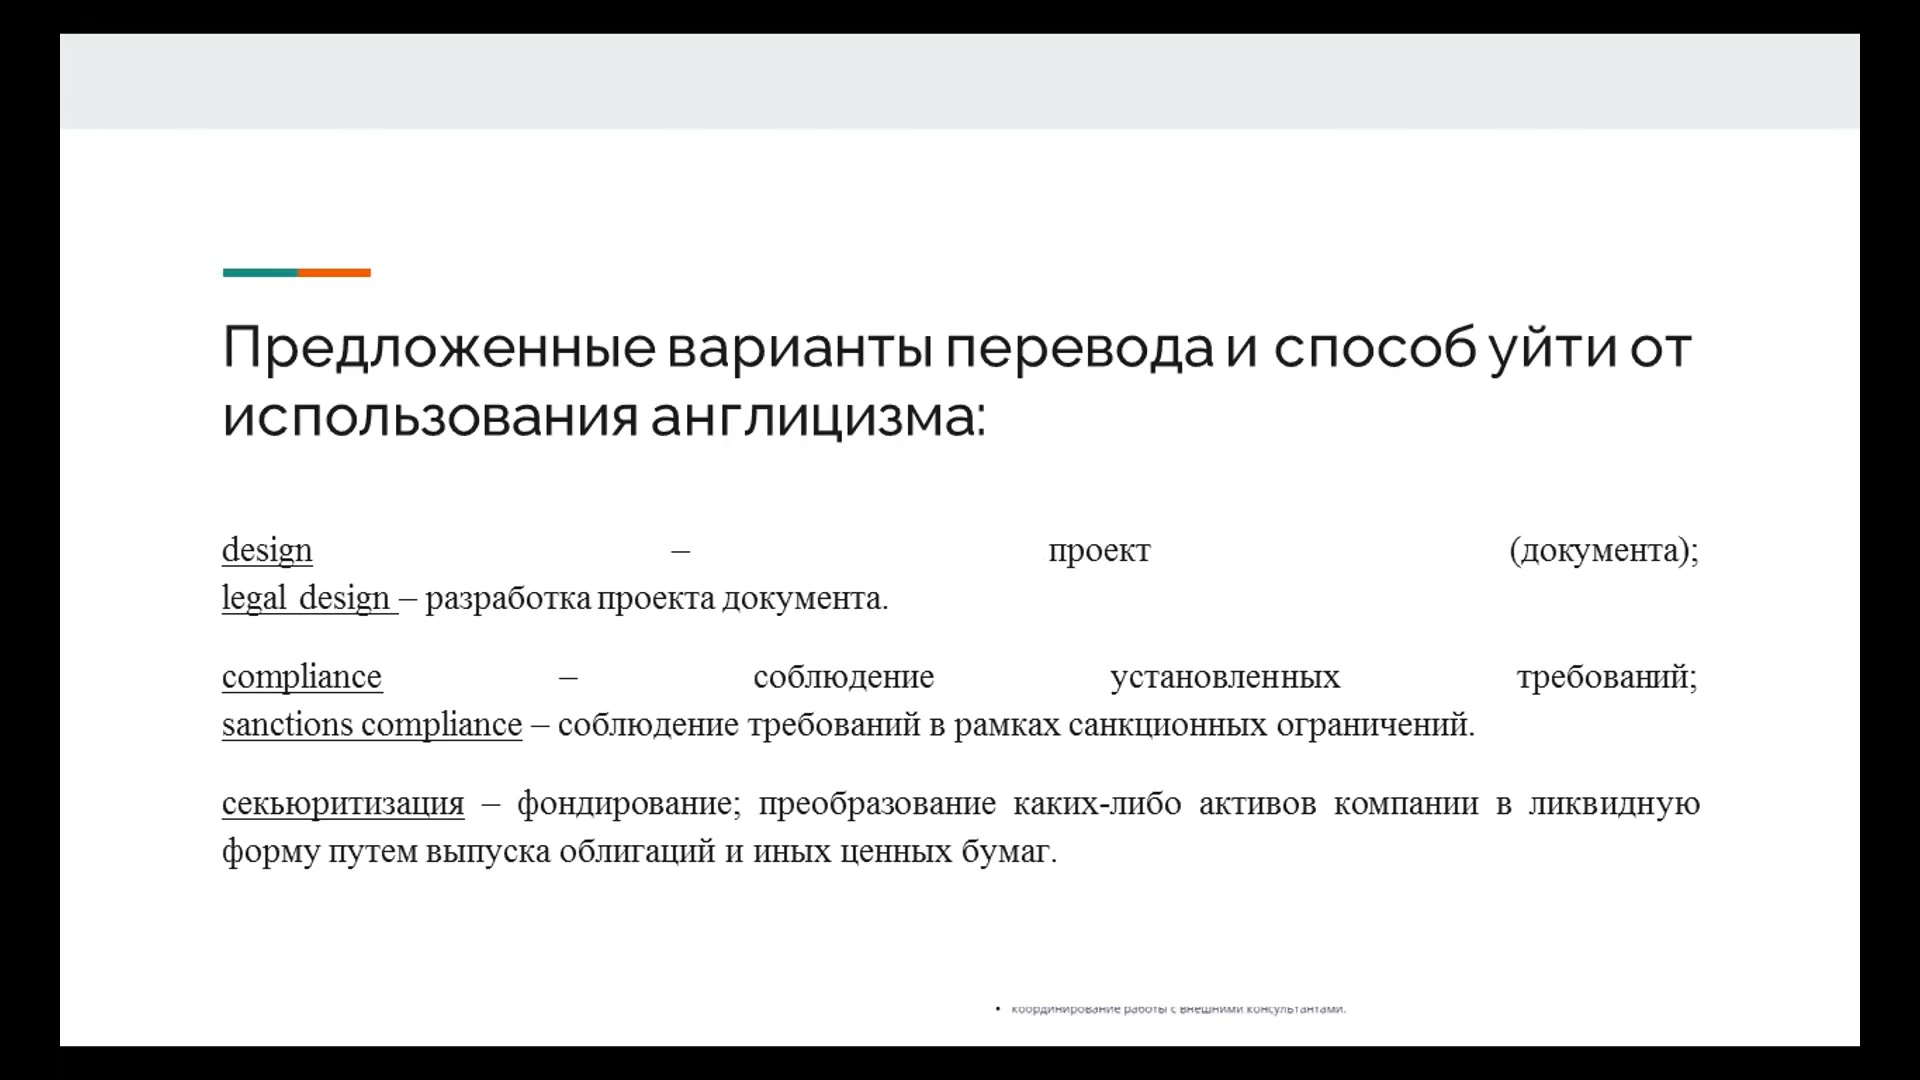 Предложенные варианты перевода и способ уйти от
использования англицизма:
design – проект (документа);
legal design – разработка проекта документа.
compliance – соблюдение установленных требований;
sanctions compliance – соблюдение требований в рамках санкционных ограничений.
секьюритизация – фондирование; преобразование каких-либо активов компании в ликвидную
форму путем выпуска облигаций и иных ценных бумаг.
• координирование работы с внешними консультантами.